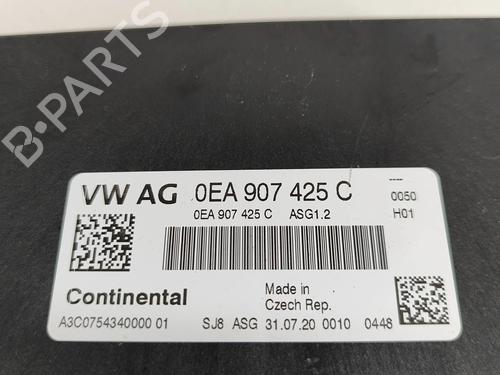 B-PARTS
VW AG 0EA 907 425 C
0EA 907 425 C ASG1.2
0050
H01
Continental
Made in
Czech Rep.
A3C0754340000 01 SJ8 ASG 31.07.20 0010 0448